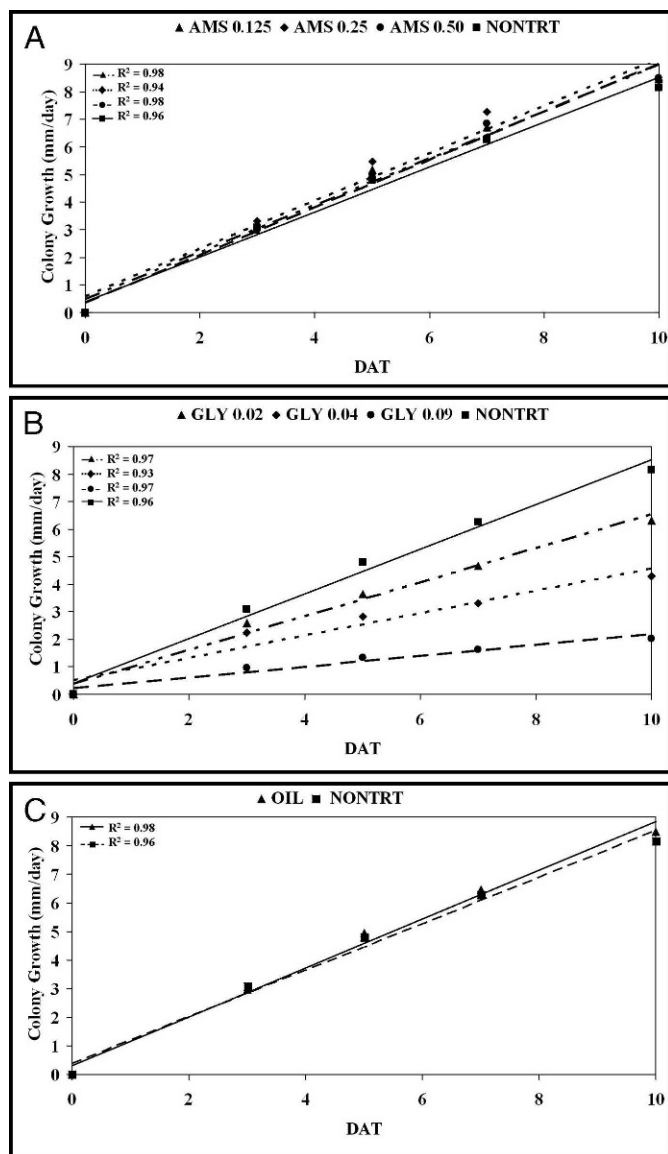 A
▲ AMS 0.125 ◆ AMS 0.25 ● AMS 0.50 ■ NONTRT
R² = 0.98
R² = 0.94
R² = 0.98
R² = 0.96
Colony Growth (mm/day)
9
8
7
6
5
4
3
2
1
0
0 2 4 6 8 10
DAT
B
▲ GLY 0.02 ◆ GLY 0.04 ● GLY 0.09 ■ NONTRT
R² = 0.97
R² = 0.93
R² = 0.97
R² = 0.96
Colony Growth (mm/day)
9
8
7
6
5
4
3
2
1
0
0 2 4 6 8 10
DAT
C
▲ OIL ■ NONTRT
R² = 0.98
R² = 0.96
Colony Growth (mm/day)
9
8
7
6
5
4
3
2
1
0
0 2 4 6 8 10
DAT